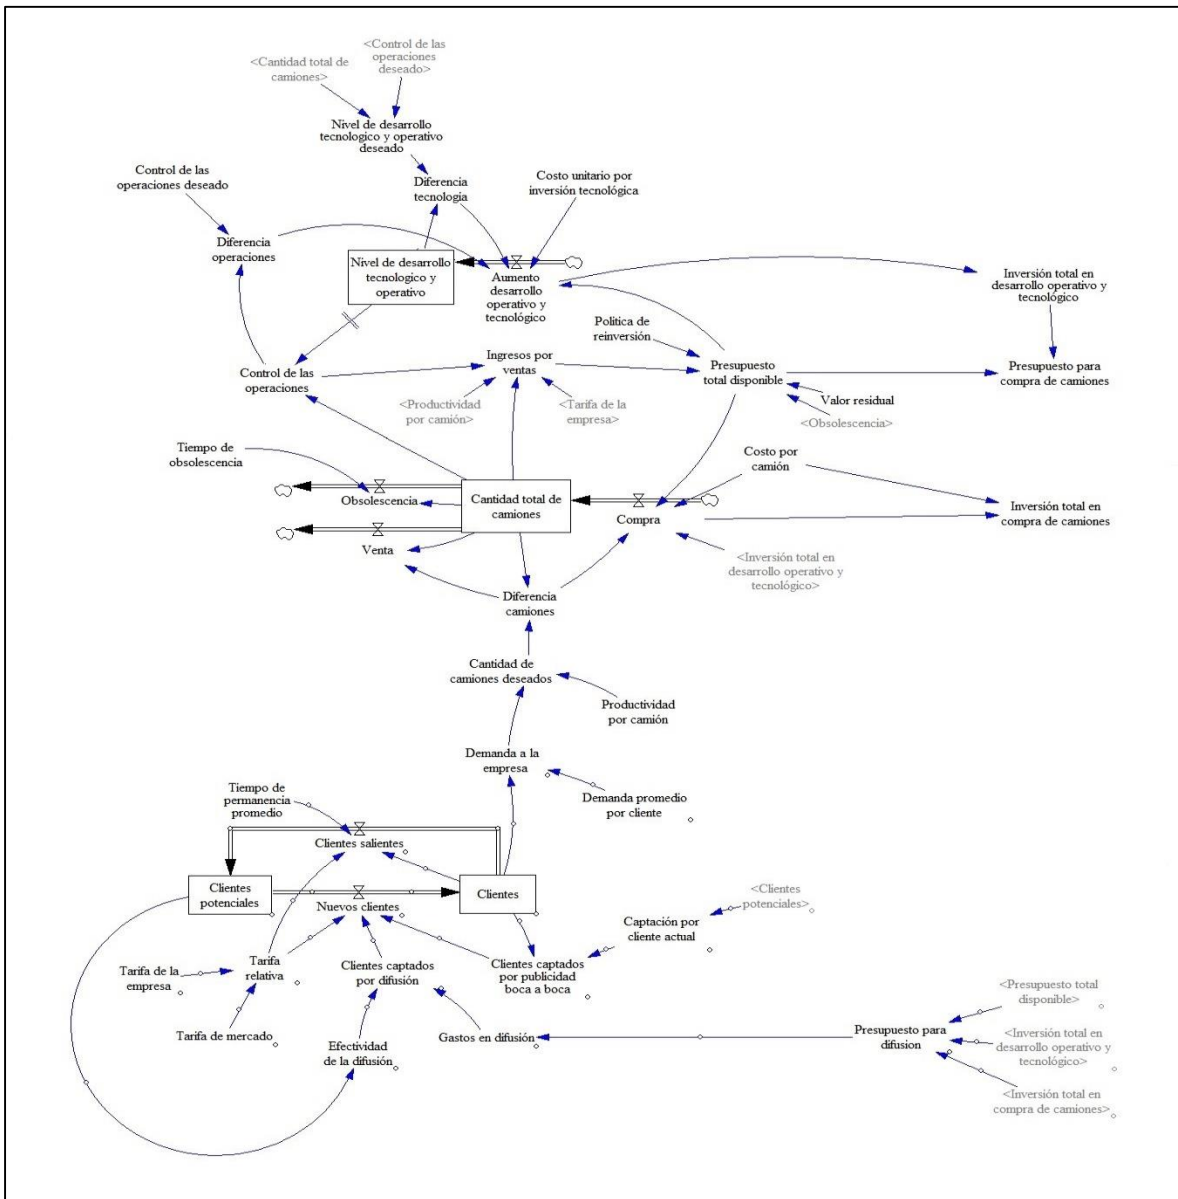 <Control de las
operaciones
deseado>
<Cantidad total de
camiones>
Nivel de desarrollo
tecnologico y operativo
deseado
Control de las
operaciones deseado
Diferencia
tecnologia
Costo unitario por
inversión tecnológica
Diferencia
operaciones
Nivel de desarrollo
tecnologico y
operativo
Aumento
desarrollo
operativo y
tecnológico
Inversión total en
desarrollo operativo y
tecnológico
Politica de
reinversión
Control de las
operaciones
Ingresos por
ventas
Presupuesto
total disponible
Presupuesto para
compra de camiones
<Productividad
por camión>
<Tarifa de la
empresa>
Valor residual
<Obsolescencia>
Tiempo de
obsolescencia
Costo por
camión
Obsolescencia
Cantidad total de
camiones
Compra
Inversión total en
compra de camiones
Venta
<Inversión total en
desarrollo operativo y
tecnológico>
Diferencia
camiones
Cantidad de
camiones deseados
Productividad
por camión
Demanda a la
empresa
Demanda promedio
por cliente
Tiempo de
permanencia
promedio
Clientes salientes
Clientes
potenciales
Clientes
Nuevos clientes
<Clientes
potenciales>
Captación por
cliente actual
Tarifa de la
empresa
Tarifa
relativa
Clientes captados
por difusión
Clientes captados
por publicidad
boca a boca
Tarifa de mercado
Efectividad
de la difusión
Gastos en difusión
Presupuesto para
difusion
<Presupuesto total
disponible>
<Inversión total en
desarrollo operativo y
tecnológico>
<Inversión total en
compra de camiones>